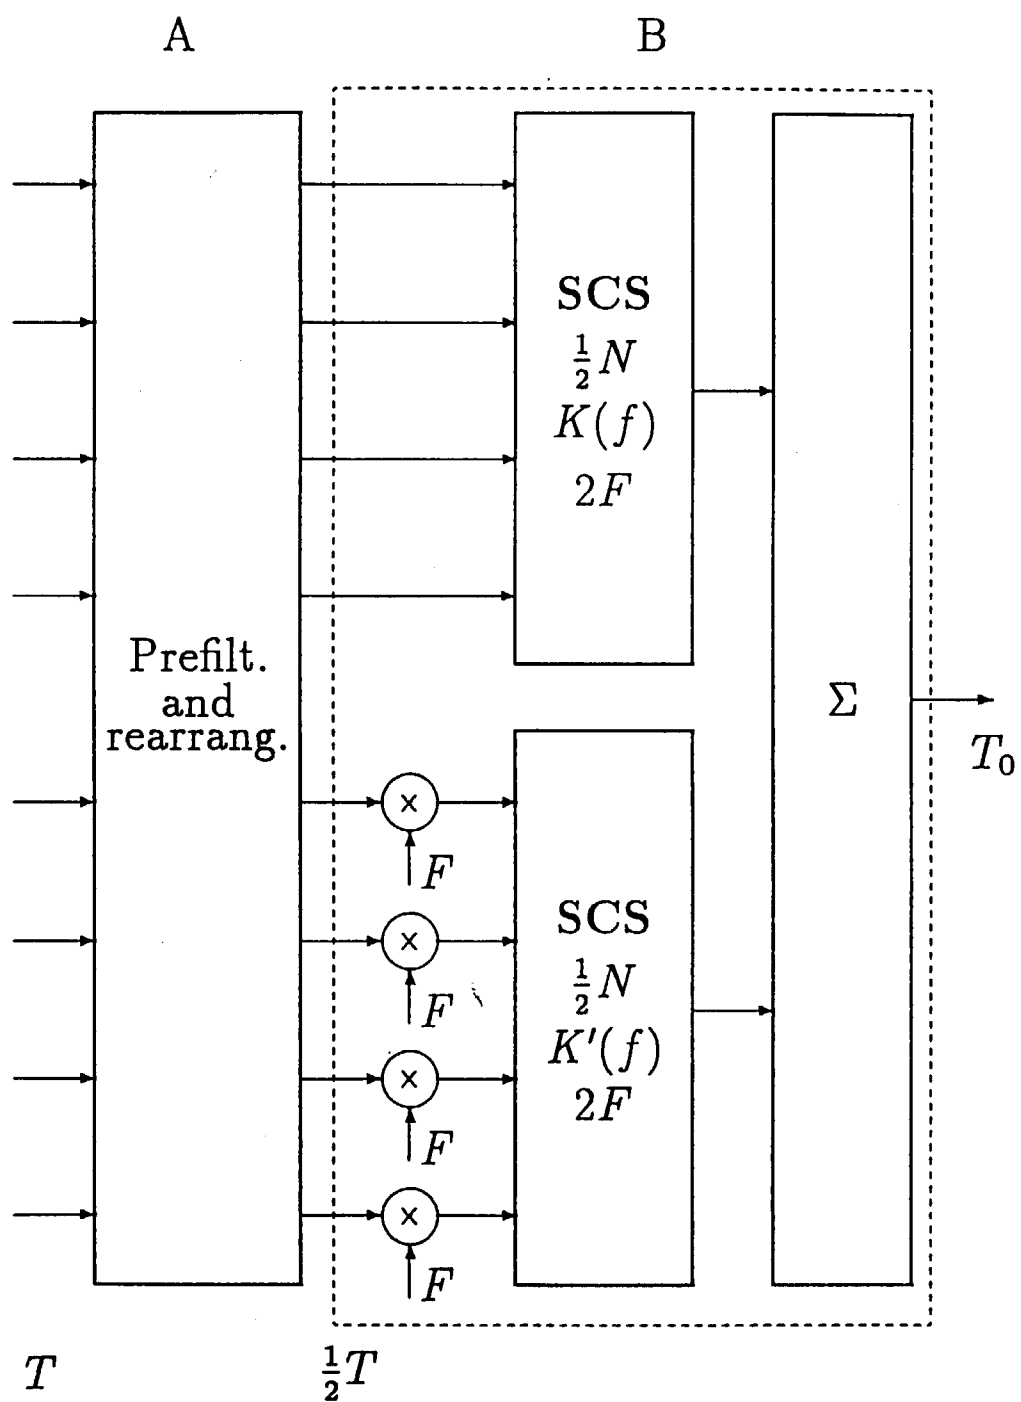 A
B
Prefilt.
and
rearrang.
SCS
½N
K(f)
2F
Σ
T₀
× F
× F
× F
× F
SCS
½N
K′(f)
2F
T
½T